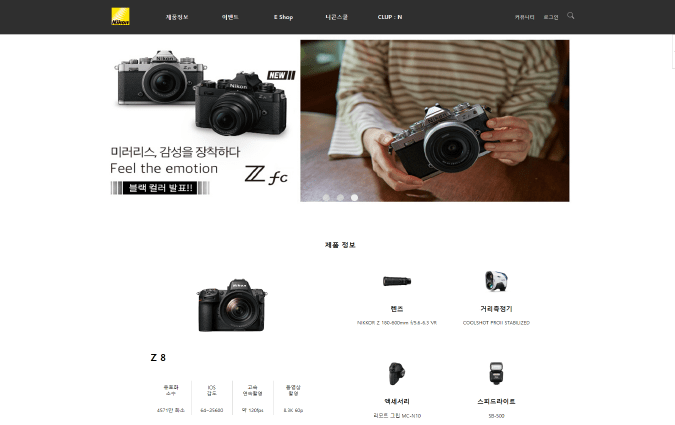 Nikon
제품정보
이벤트
E Shop
니콘스쿨
CLUP : N
커뮤니티
로그인
NEW
Nikon
Nikon
미러리스, 감성을 장착하다
Feel the emotion
Z fc
블랙 컬러 발표!!
제품 정보
Z 8
유효화
소수
ISO
감도
고속
연속촬영
동영상
촬영
4571만 화소
64~25600
약 120fps
8.3K 60p
렌즈
NIKKOR Z 180-600mm f/5.6-6.3 VR
거리측정기
COOLSHOT PROII STABILIZED
액세서리
리모트 그립 MC-N10
스피드라이트
SB-500